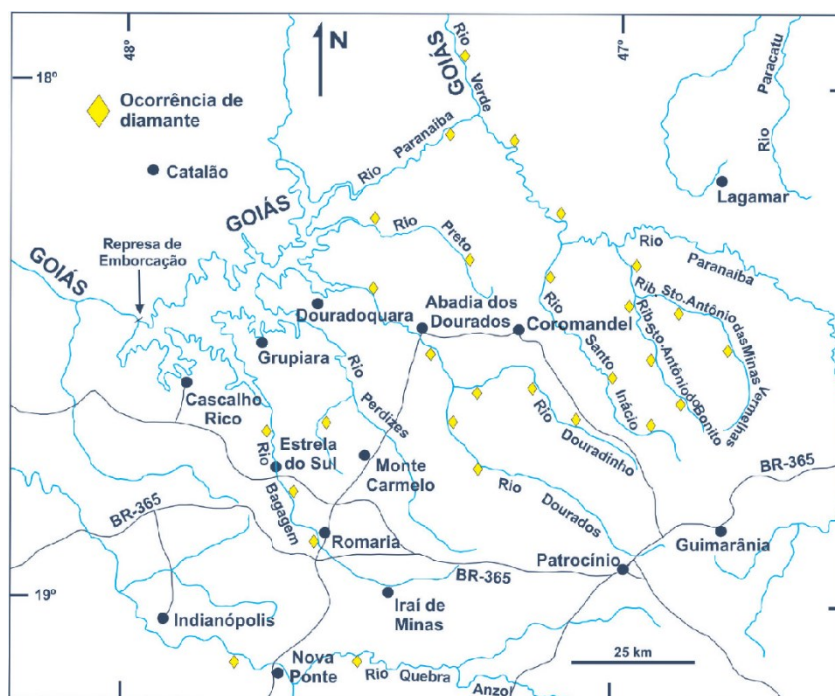 48º
47º
18º
N
Rio
Verde
GOIÁS
Ocorrência de
diamante
Rio
Paranaíba
Rio
Paracatu
Catalão
Lagamar
GOIÁS
GOIÁS
Represa de
Emborcação
Rio
Preto
Rio
Paranaíba
Rib. Sto. Antônio das Minas Vermelhas
Rib. Sto. Antônio do Bonito
Douradoquara
Abadia dos
Dourados
Coromandel
Grupiara
Rio
Perdizes
Rio
Santo
Inácio
Cascalho
Rico
Rio
Douradinho
Estrela
do Sul
Rio
Bagagem
Monte
Carmelo
Rio
Dourados
BR-365
BR-365
Romaria
Guimarânia
Patrocínio
BR-365
19º
Indianópolis
Iraí de
Minas
25 km
Nova
Ponte
Rio
Quebra
Anzol